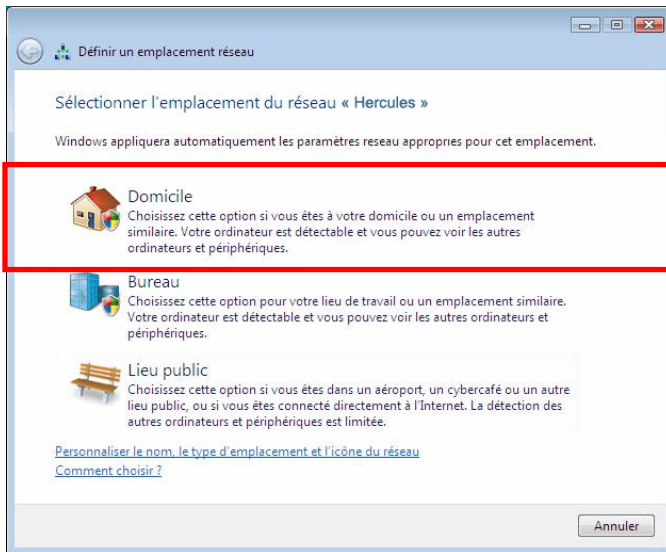 Définir un emplacement réseau
Sélectionner l'emplacement du réseau « Hercules »
Windows appliquera automatiquement les paramètres reseau appropries pour cet emplacement.
Domicile
Choisissez cette option si vous êtes à votre domicile ou un emplacement
similaire. Votre ordinateur est détectable et vous pouvez voir les autres
ordinateurs et périphériques.
Bureau
Choisissez cette option pour votre lieu de travail ou un emplacement similaire.
Votre ordinateur est détectable et vous pouvez voir les autres ordinateurs et
périphériques.
Lieu public
Choisissez cette option si vous êtes dans un aéroport, un cybercafé ou un autre
lieu public, ou si vous êtes connecté directement à l'Internet. La détection des
autres ordinateurs et périphériques est limitée.
Personnaliser le nom, le type d'emplacement et l'icône du réseau
Comment choisir ?
Annuler